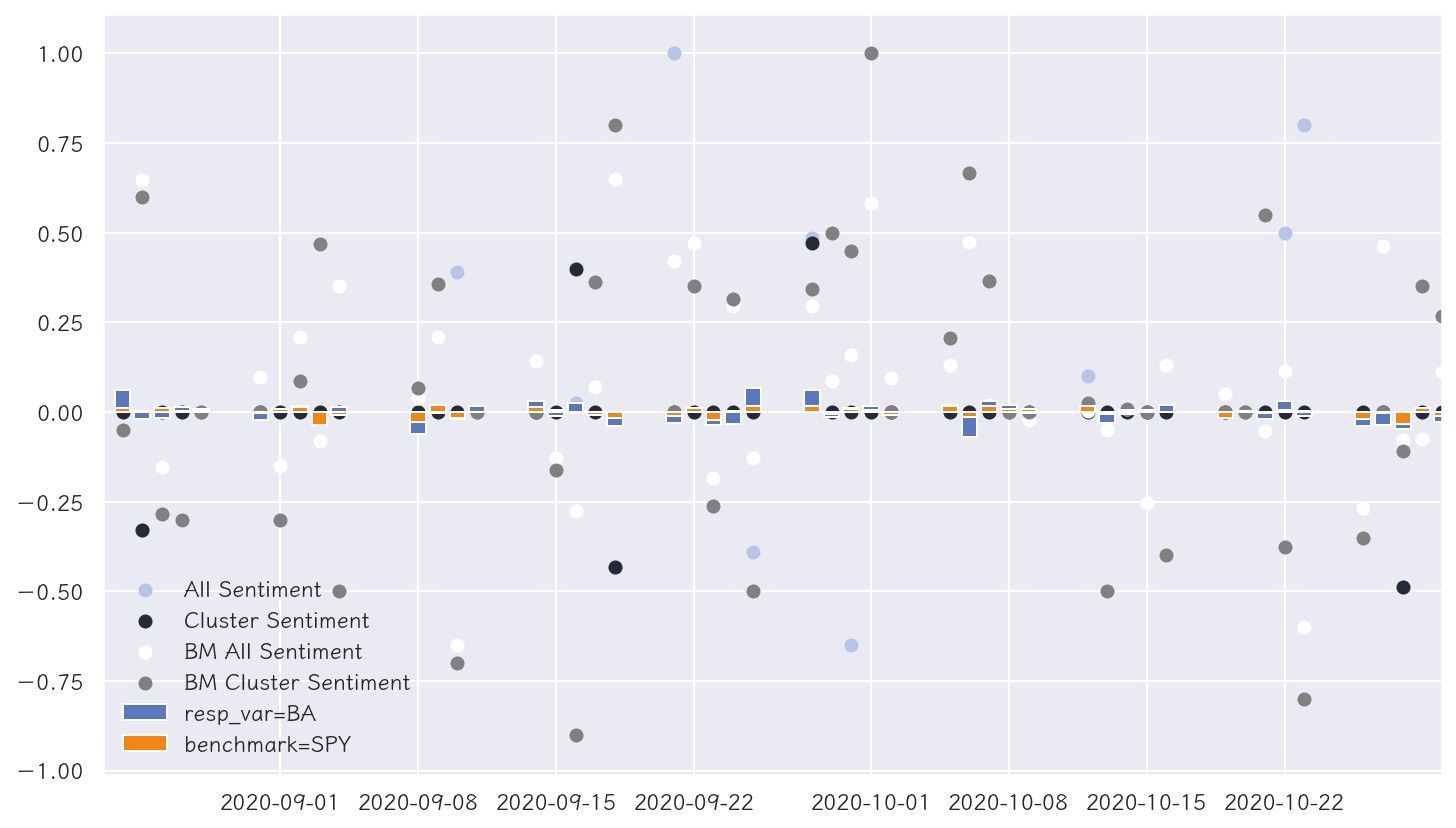 1.00
0.75
0.50
0.25
0.00
−0.25
−0.50
−0.75
−1.00
All Sentiment
Cluster Sentiment
BM All Sentiment
BM Cluster Sentiment
resp_var=BA
benchmark=SPY
2020-09-01 2020-09-08 2020-09-15 2020-09-22 2020-10-01 2020-10-08 2020-10-15 2020-10-22